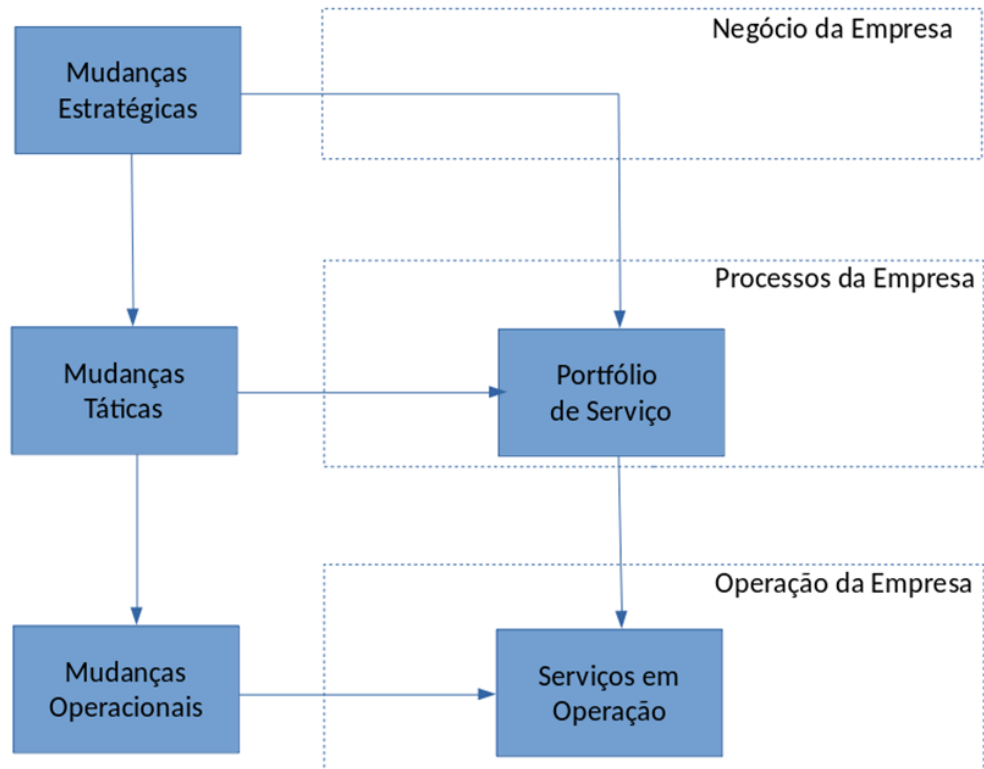 Negócio da Empresa
Mudanças
Estratégicas
Processos da Empresa
Mudanças
Táticas
Portfólio
de Serviço
Operação da Empresa
Mudanças
Operacionais
Serviços em
Operação